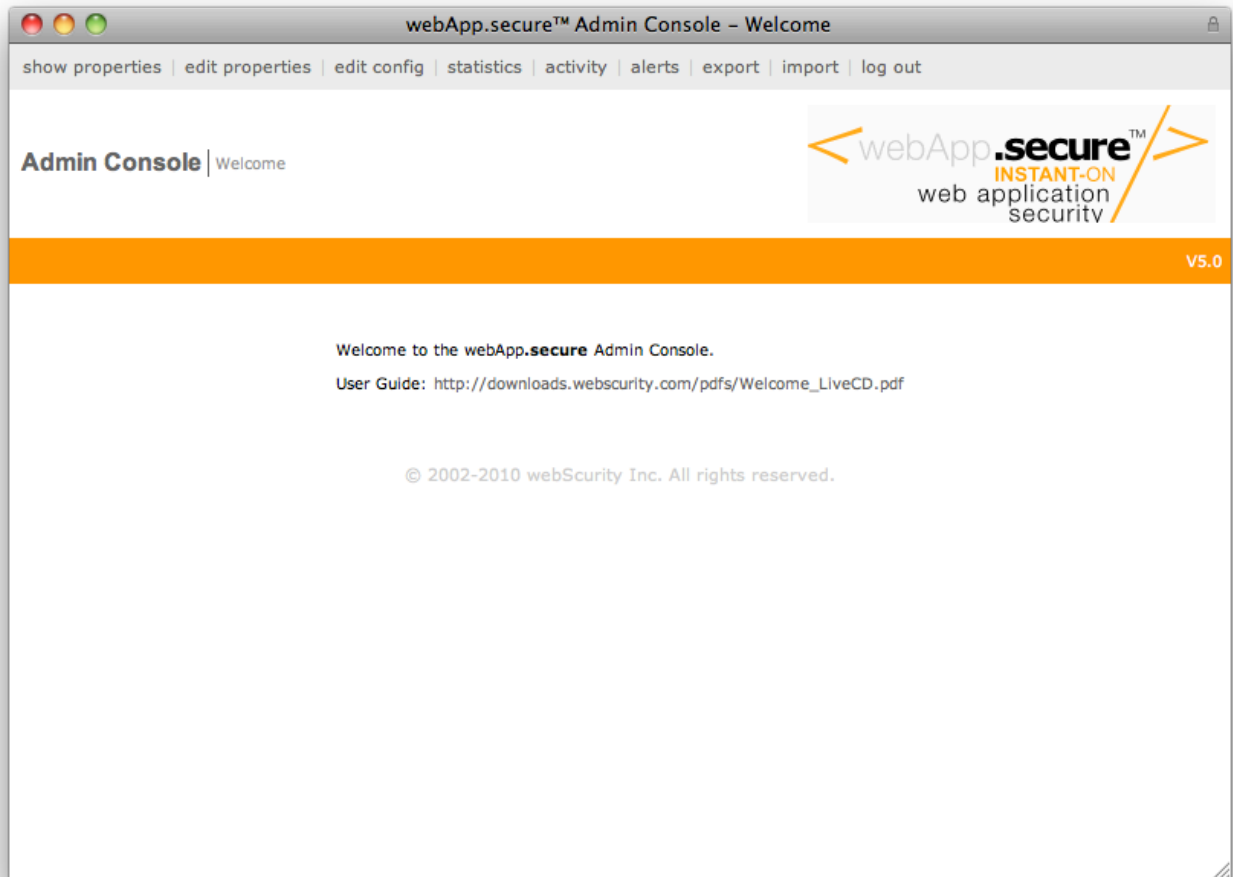 webApp.secure™ Admin Console – Welcome
show properties | edit properties | edit config | statistics | activity | alerts | export | import | log out
Admin Console | Welcome
<webApp.secure™/>
INSTANT-ON
web application
security
V5.0
Welcome to the webApp.secure Admin Console.
User Guide: http://downloads.webscurity.com/pdfs/Welcome_LiveCD.pdf
© 2002-2010 webScurity Inc. All rights reserved.